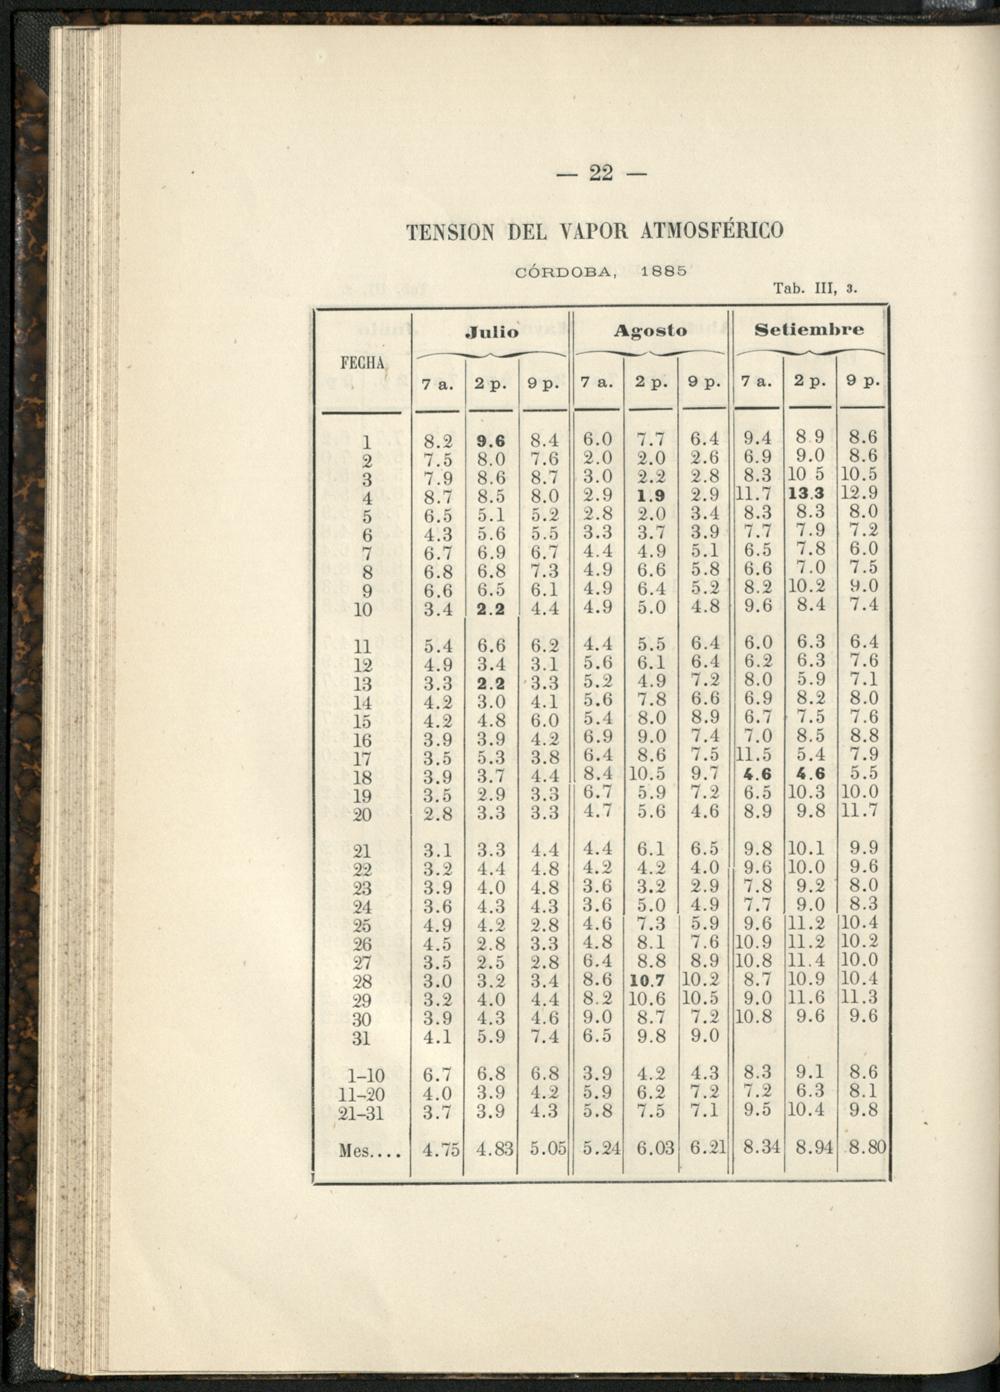 — 22 —
TENSION DEL VAPOR ATMOSFÉRICO
CÓRDOBA, 1885
Tab. III, 3.
FECHA Julio Agosto Setiembre
7 a. 2 p. 9 p. 7 a. 2 p. 9 p. 7 a. 2 p. 9 p.
1 8.2 9.6 8.4 6.0 7.7 6.4 9.4 8 9 8.6
2 7.5 8.0 7.6 2.0 2.0 2.6 6.9 9.0 8.6
3 7.9 8.6 8.7 3.0 2.2 2.8 8.3 10 5 10.5
4 8.7 8.5 8.0 2.9 1.9 2.9 11.7 13.3 12.9
5 6.5 5.1 5.2 2.8 2.0 3.4 8.3 8.3 8.0
6 4.3 5.6 5.5 3.3 3.7 3.9 7.7 7.9 7.2
7 6.7 6.9 6.7 4.4 4.9 5.1 6.5 7.8 6.0
8 6.8 6.8 7.3 4.9 6.6 5.8 6.6 7.0 7.5
9 6.6 6.5 6.1 4.9 6.4 5.2 8.2 10.2 9.0
10 3.4 2.2 4.4 4.9 5.0 4.8 9.6 8.4 7.4
11 5.4 6.6 6.2 4.4 5.5 6.4 6.0 6.3 6.4
12 4.9 3.4 3.1 5.6 6.1 6.4 6.2 6.3 7.6
13 3.3 2.2 3.3 5.2 4.9 7.2 8.0 5.9 7.1
14 4.2 3.0 4.1 5.6 7.8 6.6 6.9 8.2 8.0
15 4.2 4.8 6.0 5.4 8.0 8.9 6.7 7.5 7.6
16 3.9 3.9 4.2 6.9 9.0 7.4 7.0 8.5 8.8
17 3.5 5.3 3.8 6.4 8.6 7.5 11.5 5.4 7.9
18 3.9 3.7 4.4 8.4 10.5 9.7 4.6 4.6 5.5
19 3.5 2.9 3.3 6.7 5.9 7.2 6.5 10.3 10.0
20 2.8 3.3 3.3 4.7 5.6 4.6 8.9 9.8 11.7
21 3.1 3.3 4.4 4.4 6.1 6.5 9.8 10.1 9.9
22 3.2 4.4 4.8 4.2 4.2 4.0 9.6 10.0 9.6
23 3.9 4.0 4.8 3.6 3.2 2.9 7.8 9.2 8.0
24 3.6 4.3 4.3 3.6 5.0 4.9 7.7 9.0 8.3
25 4.9 4.2 2.8 4.6 7.3 5.9 9.6 11.2 10.4
26 4.5 2.8 3.3 4.8 8.1 7.6 10.9 11.2 10.2
27 3.5 2.5 2.8 6.4 8.8 8.9 10.8 11.4 10.0
28 3.0 3.2 3.4 8.6 10.7 10.2 8.7 10.9 10.4
29 3.2 4.0 4.4 8.2 10.6 10.5 9.0 11.6 11.3
30 3.9 4.3 4.6 9.0 8.7 7.2 10.8 9.6 9.6
31 4.1 5.9 7.4 6.5 9.8 9.0
1–10 6.7 6.8 6.8 3.9 4.2 4.3 8.3 9.1 8.6
11–20 4.0 3.9 4.2 5.9 6.2 7.2 7.2 6.3 8.1
21–31 3.7 3.9 4.3 5.8 7.5 7.1 9.5 10.4 9.8
Mes.... 4.75 4.83 5.05 5.24 6.03 6.21 8.34 8.94 8.80